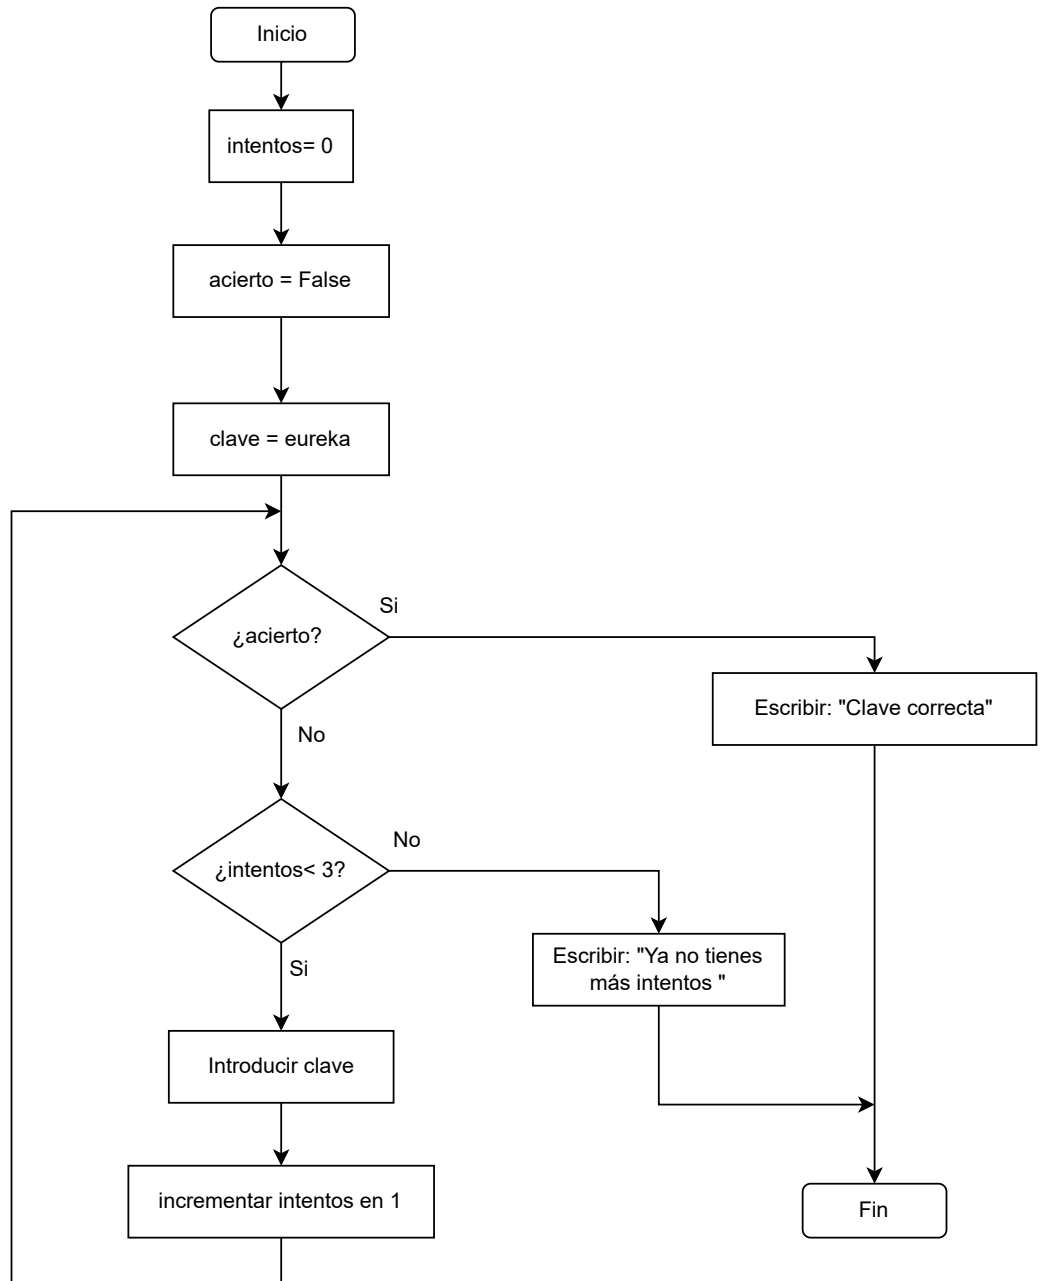 Inicio
intentos= 0
acierto = False
clave = eureka
¿acierto?
Si
Escribir: "Clave correcta"
No
¿intentos< 3?
No
Escribir: "Ya no tienes
más intentos "
Si
Introducir clave
incrementar intentos en 1
Fin